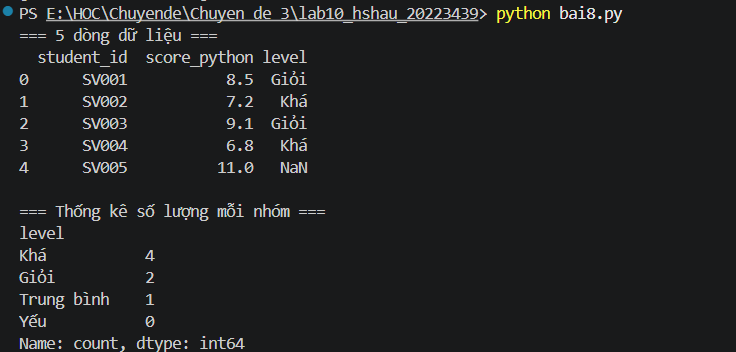 PS E:\HOC\Chuyende\Chuyen de 3\lab10_hshau_20223439> python bai8.py
=== 5 dòng dữ liệu ===
  student_id  score_python level
0      SV001           8.5  Giỏi
1      SV002           7.2   Khá
2      SV003           9.1  Giỏi
3      SV004           6.8   Khá
4      SV005          11.0   NaN
=== Thống kê số lượng mỗi nhóm ===
level
Khá           4
Giỏi          2
Trung bình    1
Yếu           0
Name: count, dtype: int64